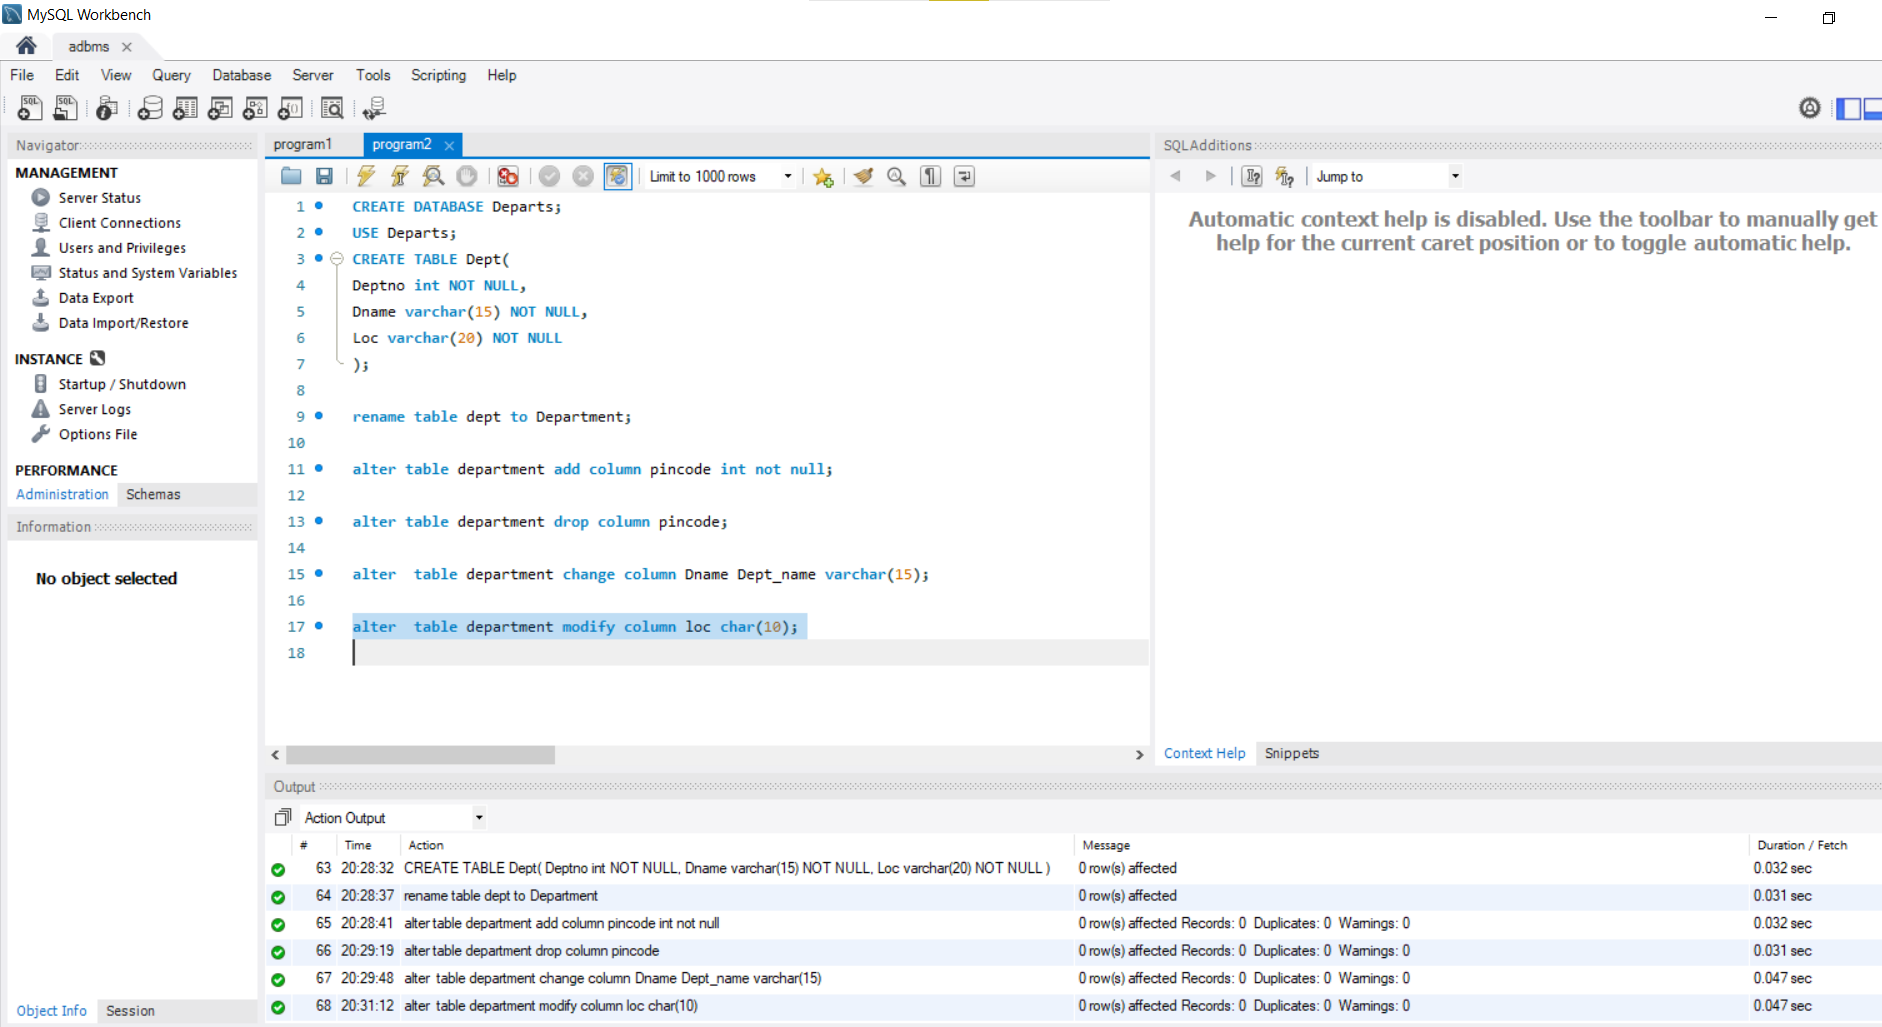 MySQL Workbench
adbms
File Edit View Query Database Server Tools Scripting Help
Navigator
MANAGEMENT
Server Status
Client Connections
Users and Privileges
Status and System Variables
Data Export
Data Import/Restore
INSTANCE
Startup / Shutdown
Server Logs
Options File
PERFORMANCE
Administration Schemas
Information
No object selected
Object Info Session
program1 program2
Limit to 1000 rows
1 CREATE DATABASE Departs;
2 USE Departs;
3 CREATE TABLE Dept(
4 Deptno int NOT NULL,
5 Dname varchar(15) NOT NULL,
6 Loc varchar(20) NOT NULL
7 );
8
9 rename table dept to Department;
10
11 alter table department add column pincode int not null;
12
13 alter table department drop column pincode;
14
15 alter  table department change column Dname Dept_name varchar(15);
16
17 alter  table department modify column loc char(10);
18
SQLAdditions
Jump to
Automatic context help is disabled. Use the toolbar to manually get
help for the current caret position or to toggle automatic help.
Context Help Snippets
Output
Action Output
# Time Action Message Duration / Fetch
63 20:28:32 CREATE TABLE Dept( Deptno int NOT NULL, Dname varchar(15) NOT NULL, Loc varchar(20) NOT NULL ) 0 row(s) affected 0.032 sec
64 20:28:37 rename table dept to Department 0 row(s) affected 0.031 sec
65 20:28:41 alter table department add column pincode int not null 0 row(s) affected Records: 0  Duplicates: 0  Warnings: 0 0.032 sec
66 20:29:19 alter table department drop column pincode 0 row(s) affected Records: 0  Duplicates: 0  Warnings: 0 0.031 sec
67 20:29:48 alter  table department change column Dname Dept_name varchar(15) 0 row(s) affected Records: 0  Duplicates: 0  Warnings: 0 0.047 sec
68 20:31:12 alter  table department modify column loc char(10) 0 row(s) affected Records: 0  Duplicates: 0  Warnings: 0 0.047 sec